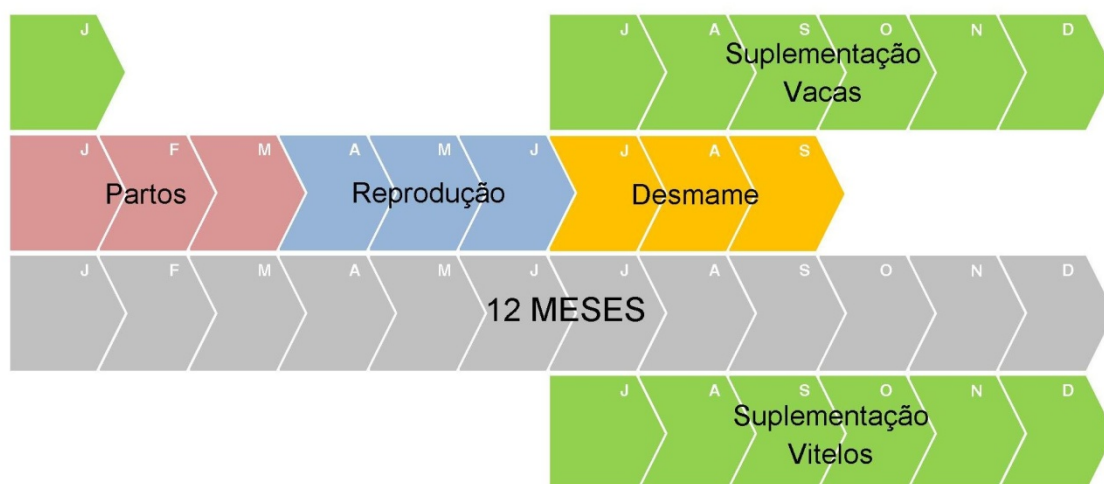 J J A S O N D
Suplementação
Vacas
J F M A M J J A S
Partos Reprodução Desmame
J F M A M J J A S O N D
12 MESES
J A S O N D
Suplementação
Vitelos